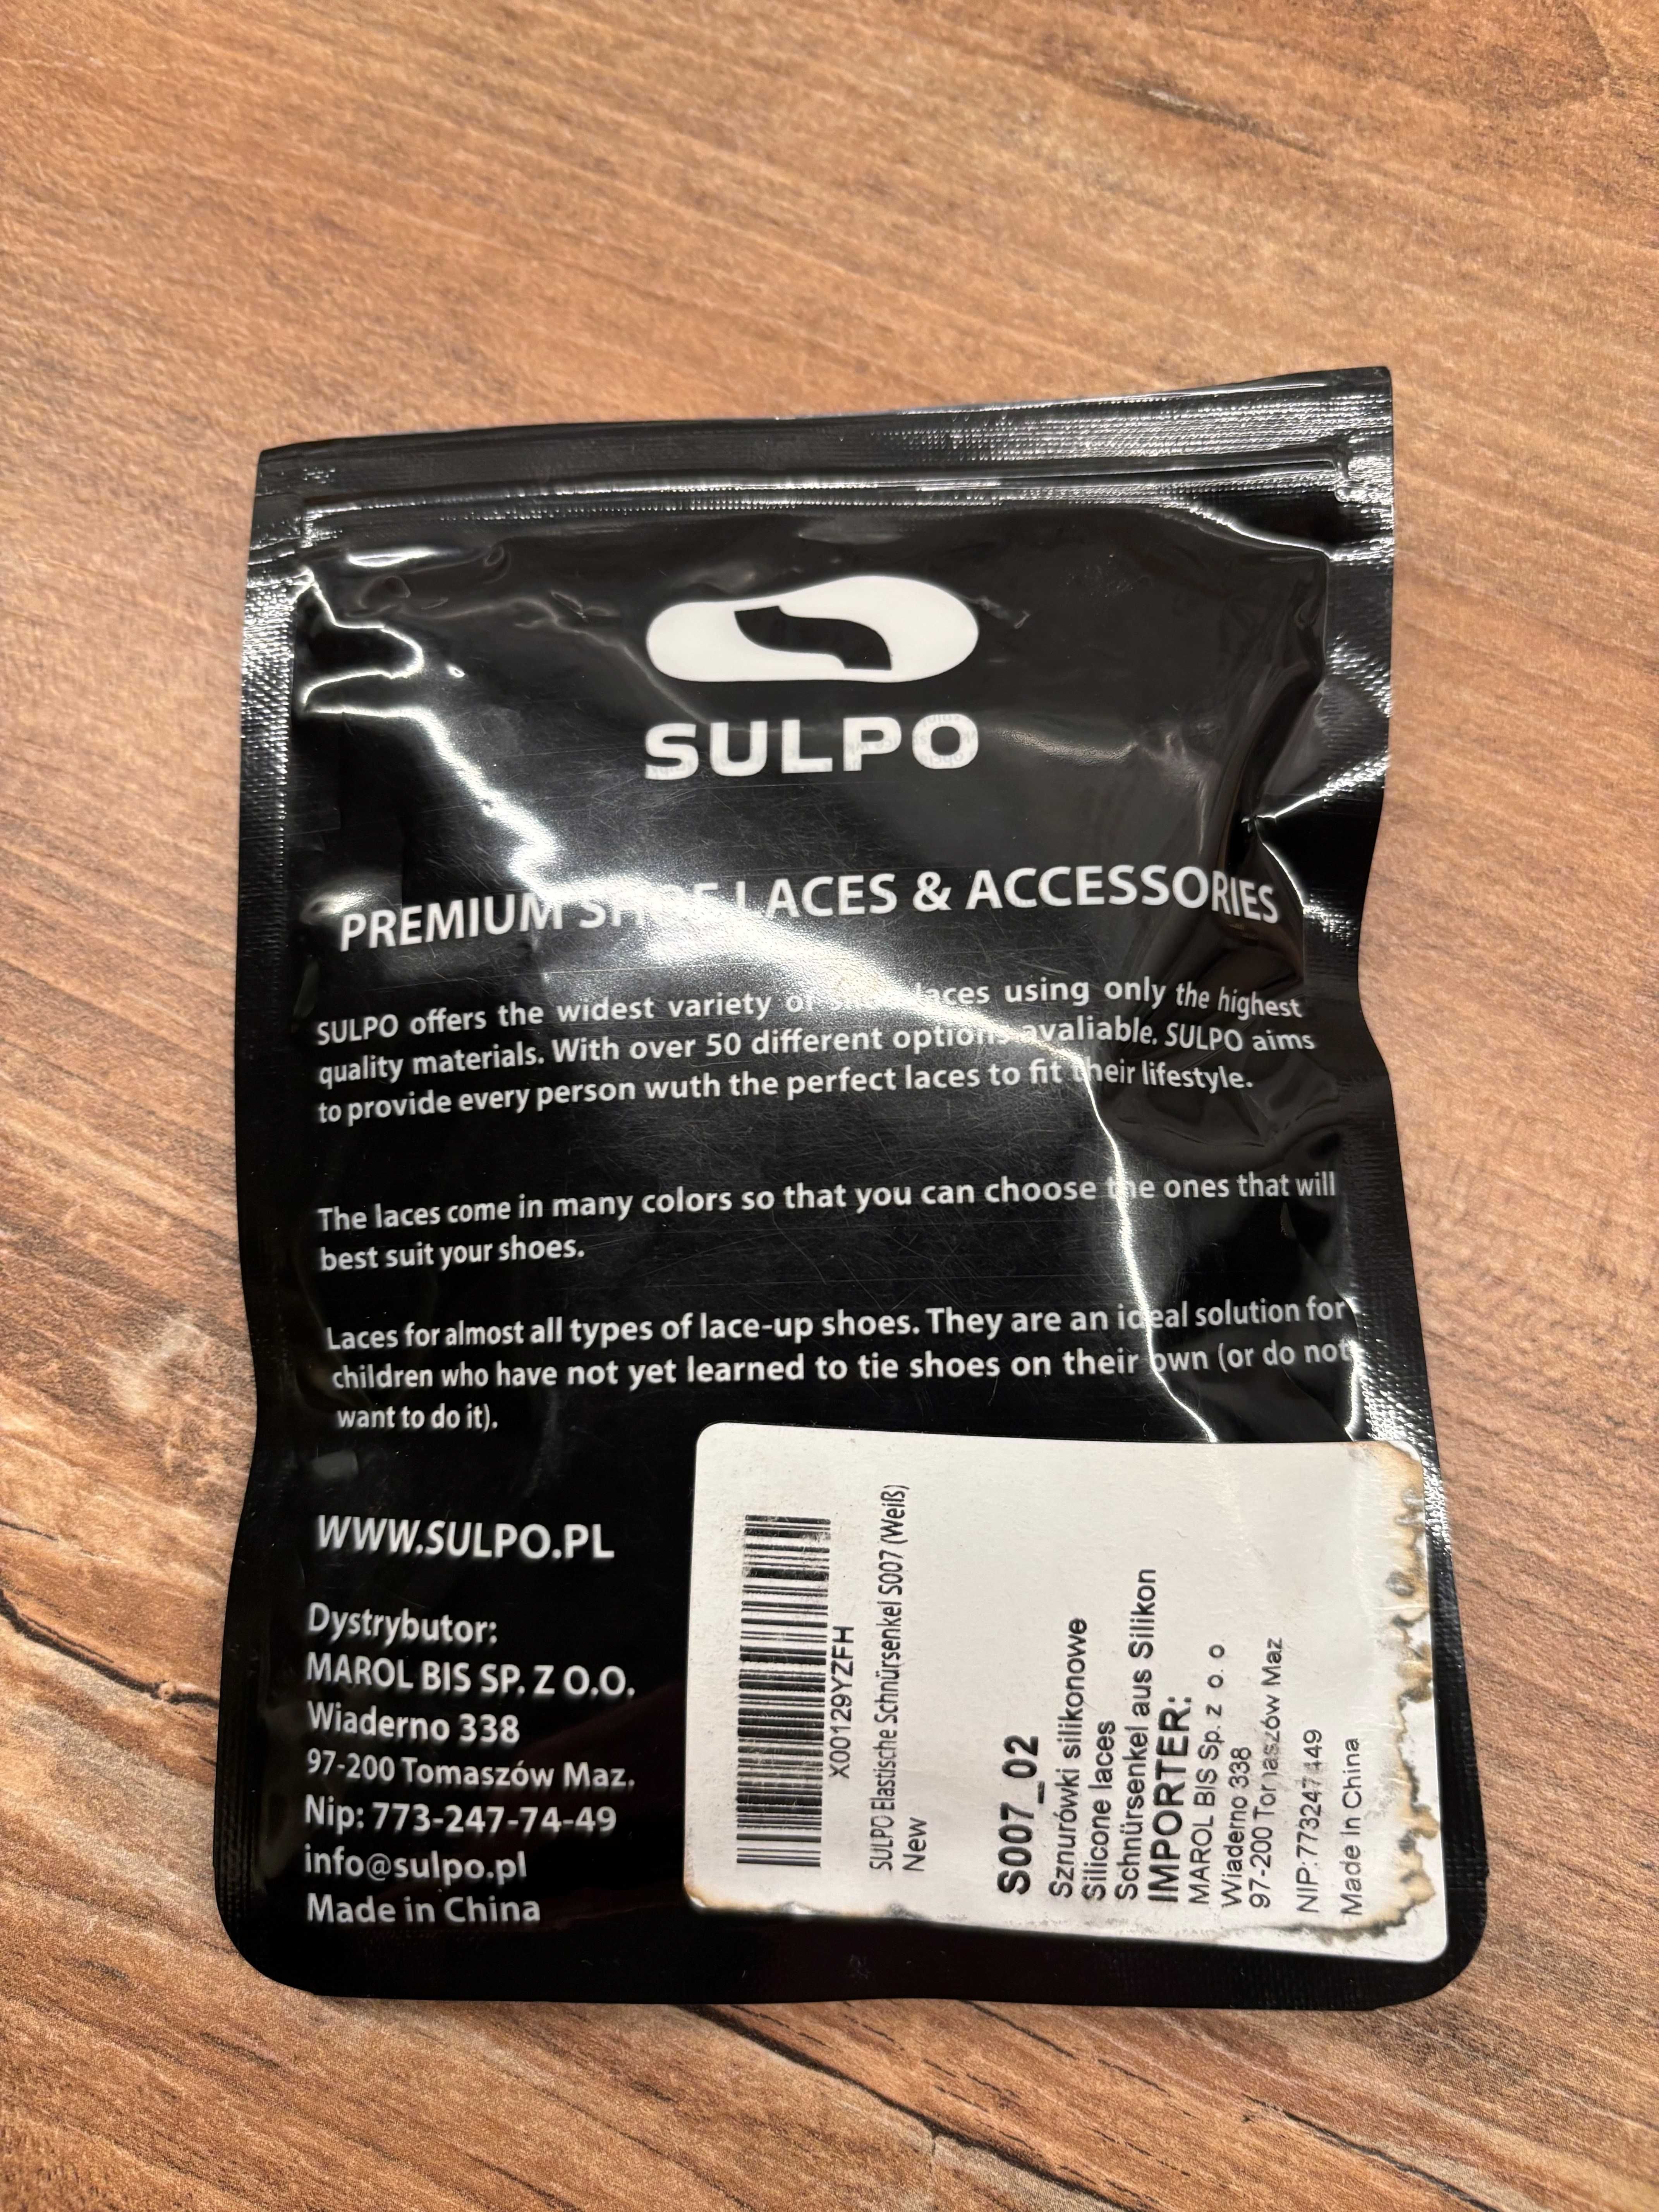 SULPO
PREMIUM SHOE LACES & ACCESSORIES
SULPO offers the widest variety of shoe laces using only the highest
quality materials. With over 50 different options avaliable. SULPO aims
to provide every person wuth the perfect laces to fit their lifestyle.
The laces come in many colors so that you can choose the ones that will
best suit your shoes.
Laces for almost all types of lace-up shoes. They are an ideal solution for
children who have not yet learned to tie shoes on their own (or do not
want to do it).
WWW.SULPO.PL
Dystrybutor:
MAROL BIS SP. Z O.O.
Wiaderno 338
97-200 Tomaszów Maz.
Nip: 773-247-74-49
info@sulpo.pl
Made in China
X00129YZFH
SULPO Elastische Schnürsenkel S007 (Weiß)
New
S007_02
Sznurówki silikonowe
Silicone laces
Schnürsenkel aus Silikon
IMPORTER:
MAROL BIS Sp. z o. o
Wiaderno 338
97-200 Tomaszów Maz
NIP:7732477449
Made In China